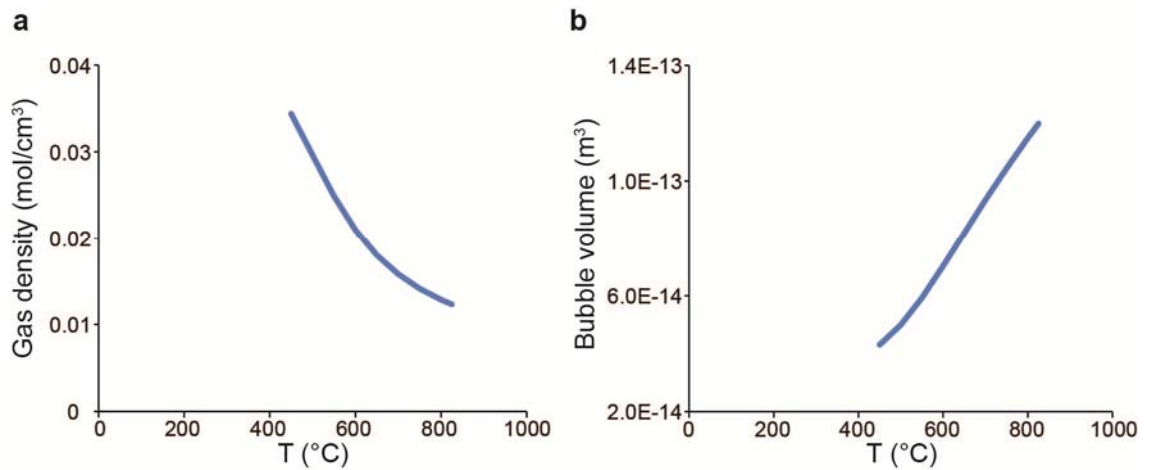 a
Gas density (mol/cm³)
0.04
0.03
0.02
0.01
0
0 200 400 600 800 1000
T (°C)
b
Bubble volume (m³)
1.4E-13
1.0E-13
6.0E-14
2.0E-14
0 200 400 600 800 1000
T (°C)